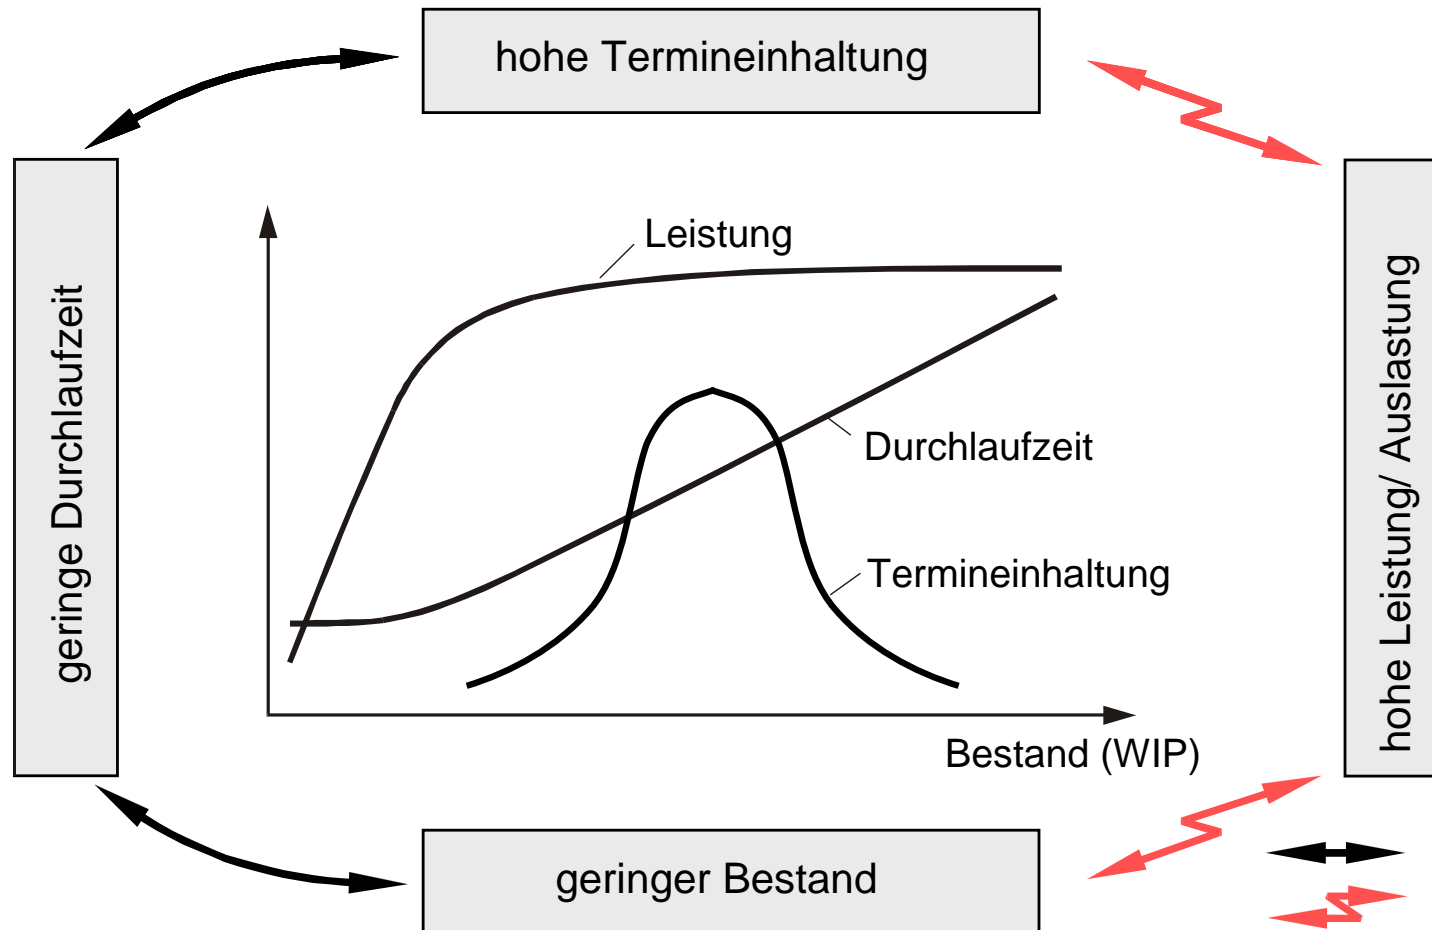 hohe Termineinhaltung
geringe Durchlaufzeit
Leistung
Durchlaufzeit
Termineinhaltung
Bestand (WIP)
hohe Leistung/ Auslastung
geringer Bestand